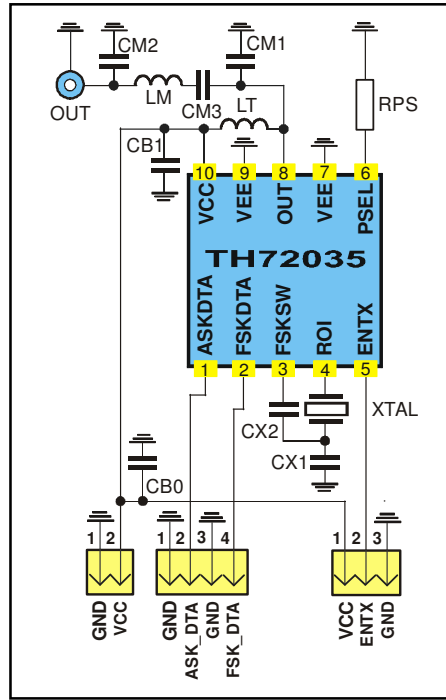 CM2
CM1
OUT
LM
CM3
LT
RPS
CB1
10
9
8
7
6
VCC
VEE
OUT
VEE
PSEL
TH72035
ASKDTA
FSKDTA
FSKSW
ROI
ENTX
1
2
3
4
5
CX2
XTAL
CX1
CB0
1
2
1
2
3
4
1
2
3
GND
VCC
GND
ASK_DTA
GND
FSK_DTA
VCC
ENTX
GND